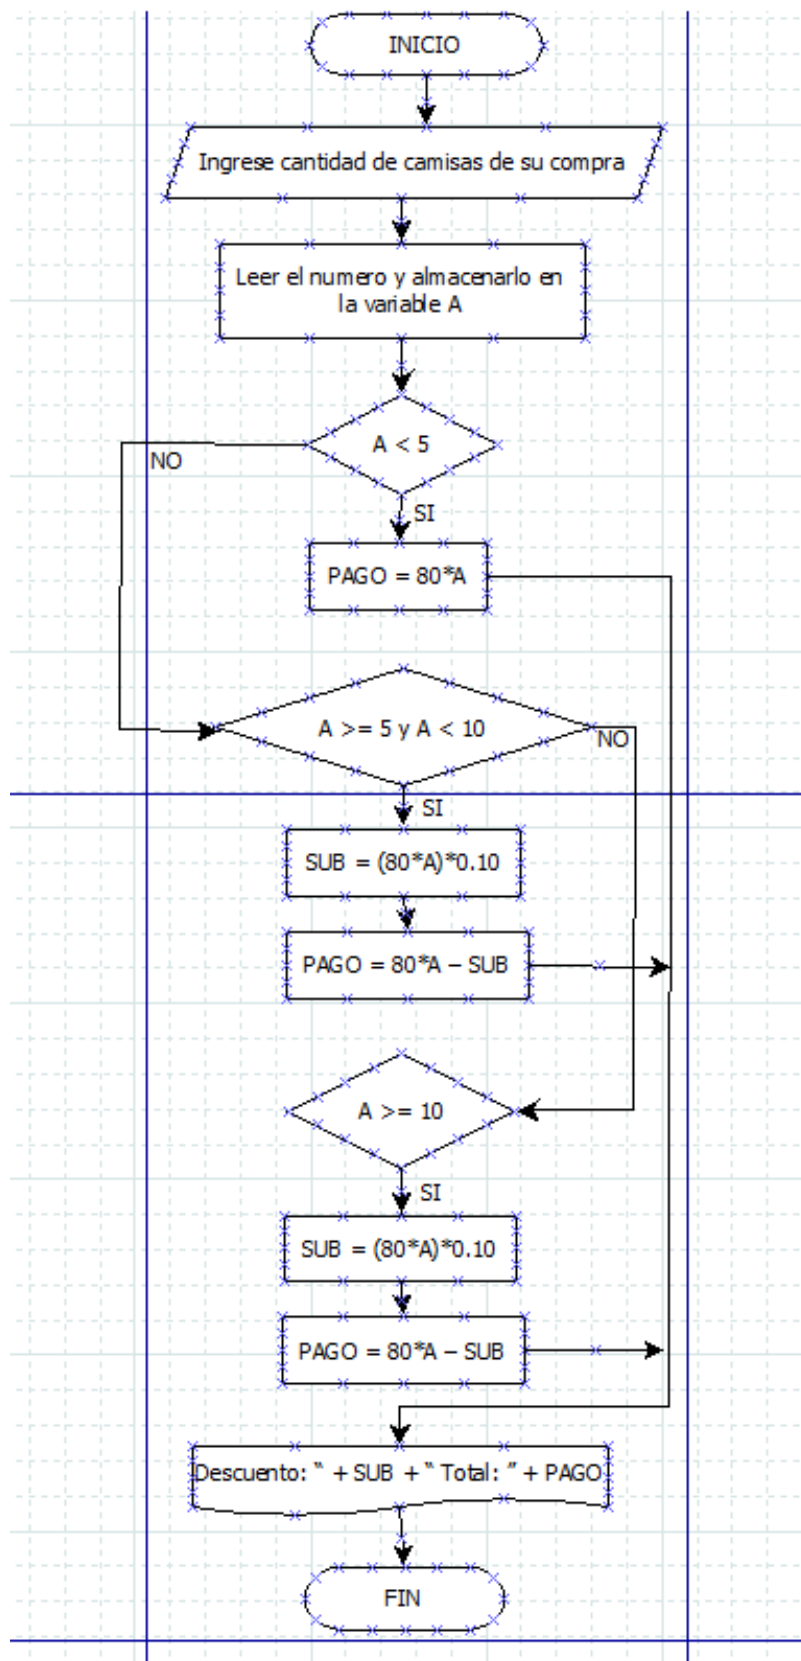 INICIO
Ingrese cantidad de camisas de su compra
Leer el numero y almacenarlo en
la variable A
A < 5
NO
SI
PAGO = 80*A
A >= 5 y A < 10
NO
SI
SUB = (80*A)*0.10
PAGO = 80*A – SUB
A >= 10
SI
SUB = (80*A)*0.10
PAGO = 80*A – SUB
Descuento: “ + SUB + “ Total: ” + PAGO
FIN